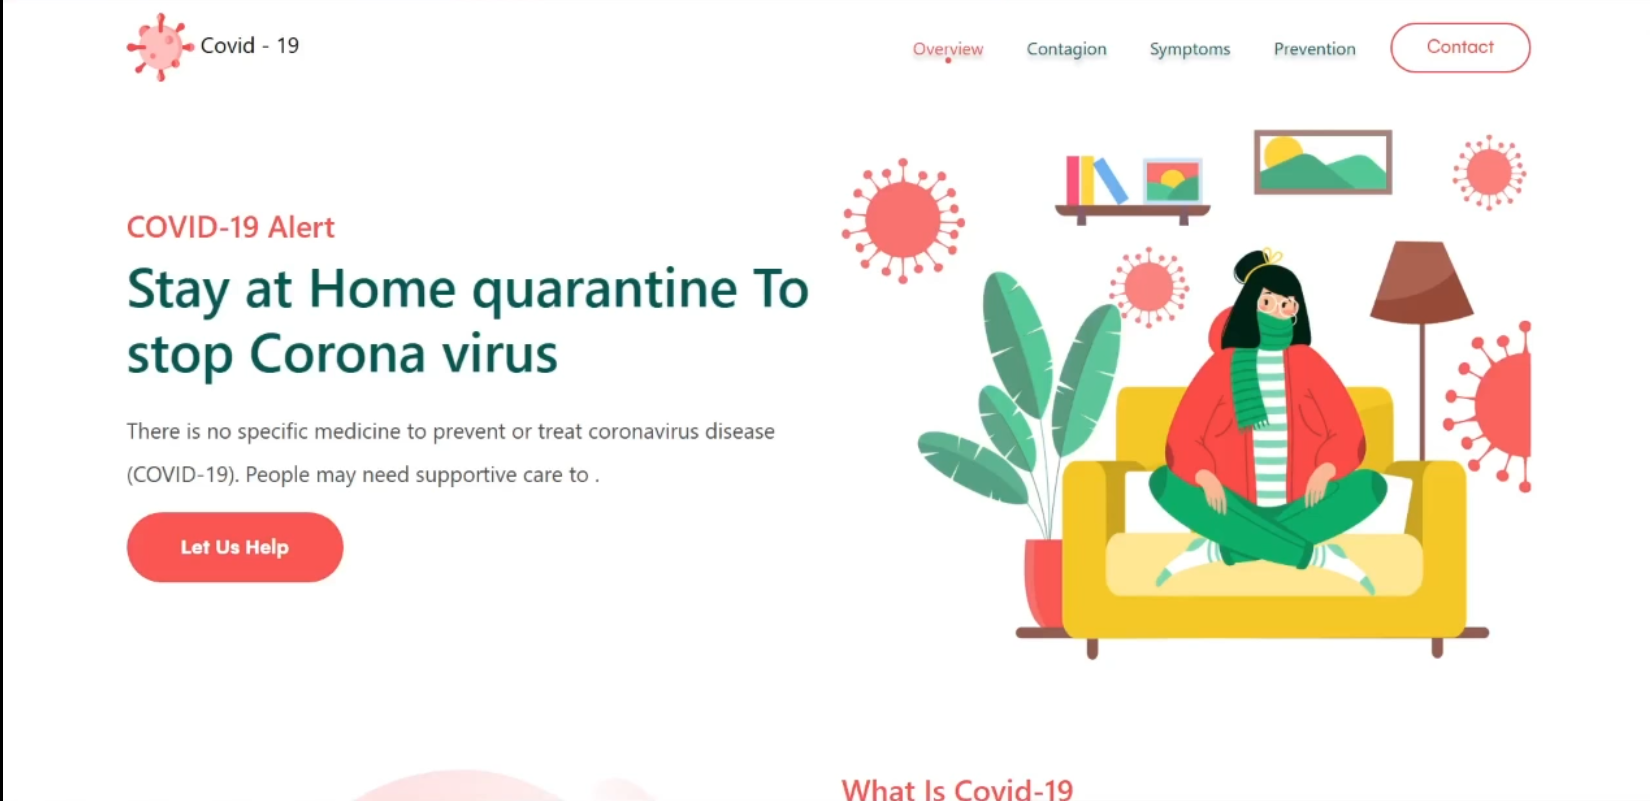 Covid - 19
Overview Contagion Symptoms Prevention Contact
COVID-19 Alert
Stay at Home quarantine To
stop Corona virus
There is no specific medicine to prevent or treat coronavirus disease
(COVID-19). People may need supportive care to .
Let Us Help
What Is Covid-19